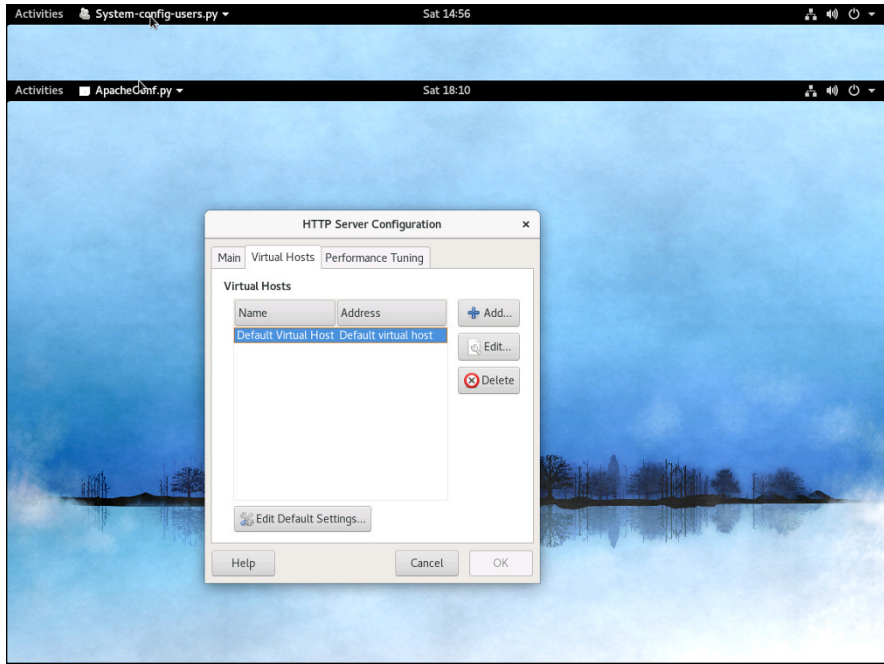 Activities System-config-users.py Sat 14:56
Activities ApacheConf.py Sat 18:10
HTTP Server Configuration ×
Main Virtual Hosts Performance Tuning
Virtual Hosts
Name Address Add...
Default Virtual Host Default virtual host
Edit...
Delete
Edit Default Settings...
Help Cancel OK